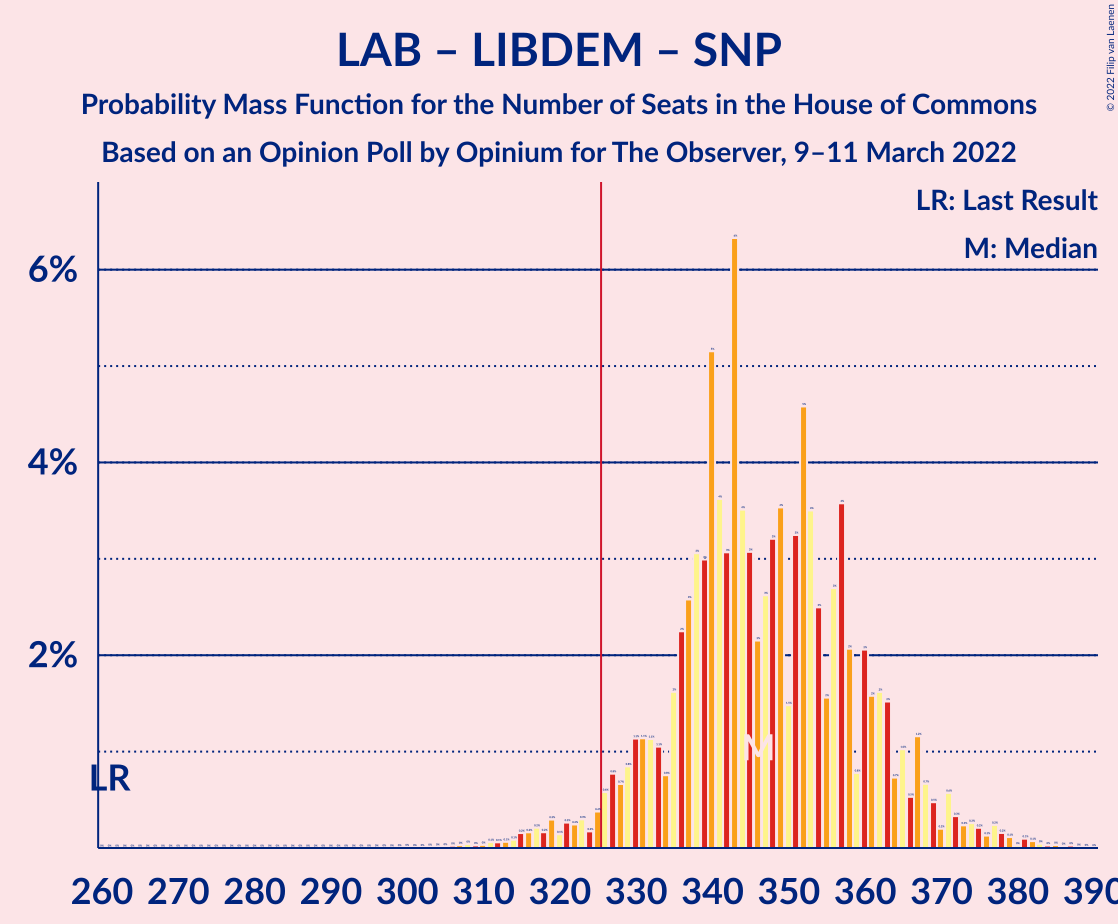 LAB – LIBDEM – SNP
Probability Mass Function for the Number of Seats in the House of Commons
Based on an Opinion Poll by Opinium for The Observer, 9–11 March 2022
© 2022 Filip van Laenen
LR: Last Result
M: Median
6%
4%
2%
LR
M
260 270 280 290 300 310 320 330 340 350 360 370 380 390